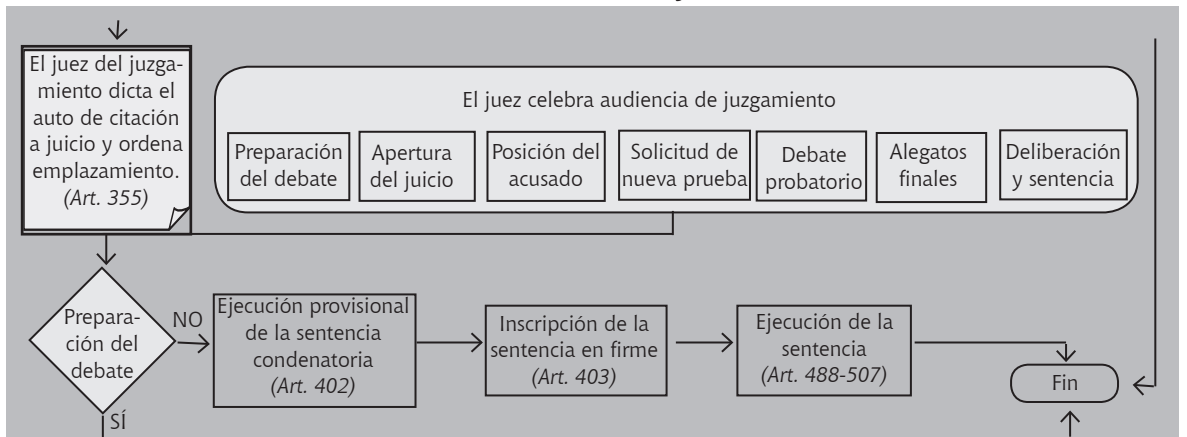 El juez del juzga-
miento dicta el
auto de citación
a juicio y ordena
emplazamiento.
(Art. 355)
El juez celebra audiencia de juzgamiento
Preparación
del debate
Apertura
del juicio
Posición del
acusado
Solicitud de
nueva prueba
Debate
probatorio
Alegatos
finales
Deliberación
y sentencia
Prepara-
ción del
debate
NO
SÍ
Ejecución provisional
de la sentencia
condenatoria
(Art. 402)
Inscripción de la
sentencia en firme
(Art. 403)
Ejecución de la
sentencia
(Art. 488-507)
Fin